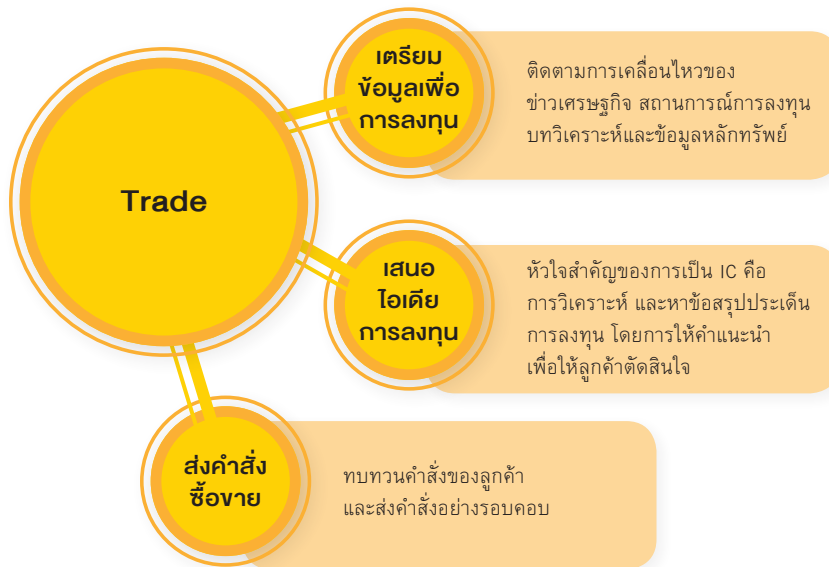 Trade
เตรียม
ข้อมูลเพื่อ
การลงทุน
ติดตามการเคลื่อนไหวของ
ข่าวเศรษฐกิจ สถานการณ์การลงทุน
บทวิเคราะห์และข้อมูลหลักทรัพย์
เสนอ
ไอเดีย
การลงทุน
หัวใจสำคัญของการเป็น IC คือ
การวิเคราะห์ และหาข้อสรุปประเด็น
การลงทุน โดยการให้คำแนะนำ
เพื่อให้ลูกค้าตัดสินใจ
ส่งคำสั่ง
ซื้อขาย
ทบทวนคำสั่งของลูกค้า
และส่งคำสั่งอย่างรอบคอบ